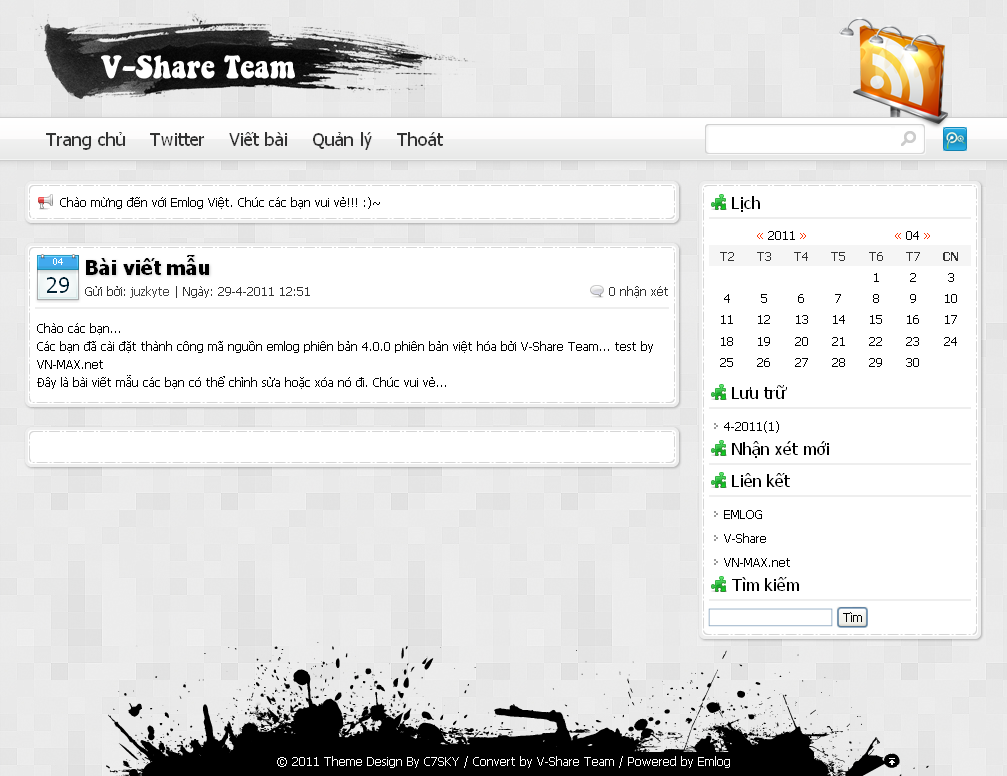 V-Share Team
Trang chủ Twitter Viết bài Quản lý Thoát
Chào mừng đến với Emlog Việt. Chúc các bạn vui vẻ!!! :)~
04
29
Bài viết mẫu
Gửi bởi: juzkyte | Ngày: 29-4-2011 12:51
0 nhận xét
Chào các bạn...
Các bạn đã cài đặt thành công mã nguồn emlog phiên bản 4.0.0 phiên bản việt hóa bởi V-Share Team... test by
VN-MAX.net
Đây là bài viết mẫu các bạn có thể chỉnh sửa hoặc xóa nó đi. Chúc vui vẻ...
Lịch
« 2011 » « 04 »
T2 T3 T4 T5 T6 T7 CN
1 2 3
4 5 6 7 8 9 10
11 12 13 14 15 16 17
18 19 20 21 22 23 24
25 26 27 28 29 30
Lưu trữ
4-2011(1)
Nhận xét mới
Liên kết
EMLOG
V-Share
VN-MAX.net
Tìm kiếm
Tìm
© 2011 Theme Design By C7SKY / Convert by V-Share Team / Powered by Emlog